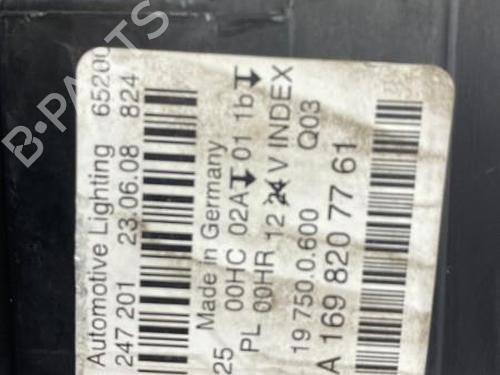 Automotive Lighting 65200
247 201 23.06.08 824
Made in Germany
25 00HC 02A 01 1b
PL 00HR 12 24 V INDEX
19 750.0.600 Q03
A 169 820 77 61
B-PARTS